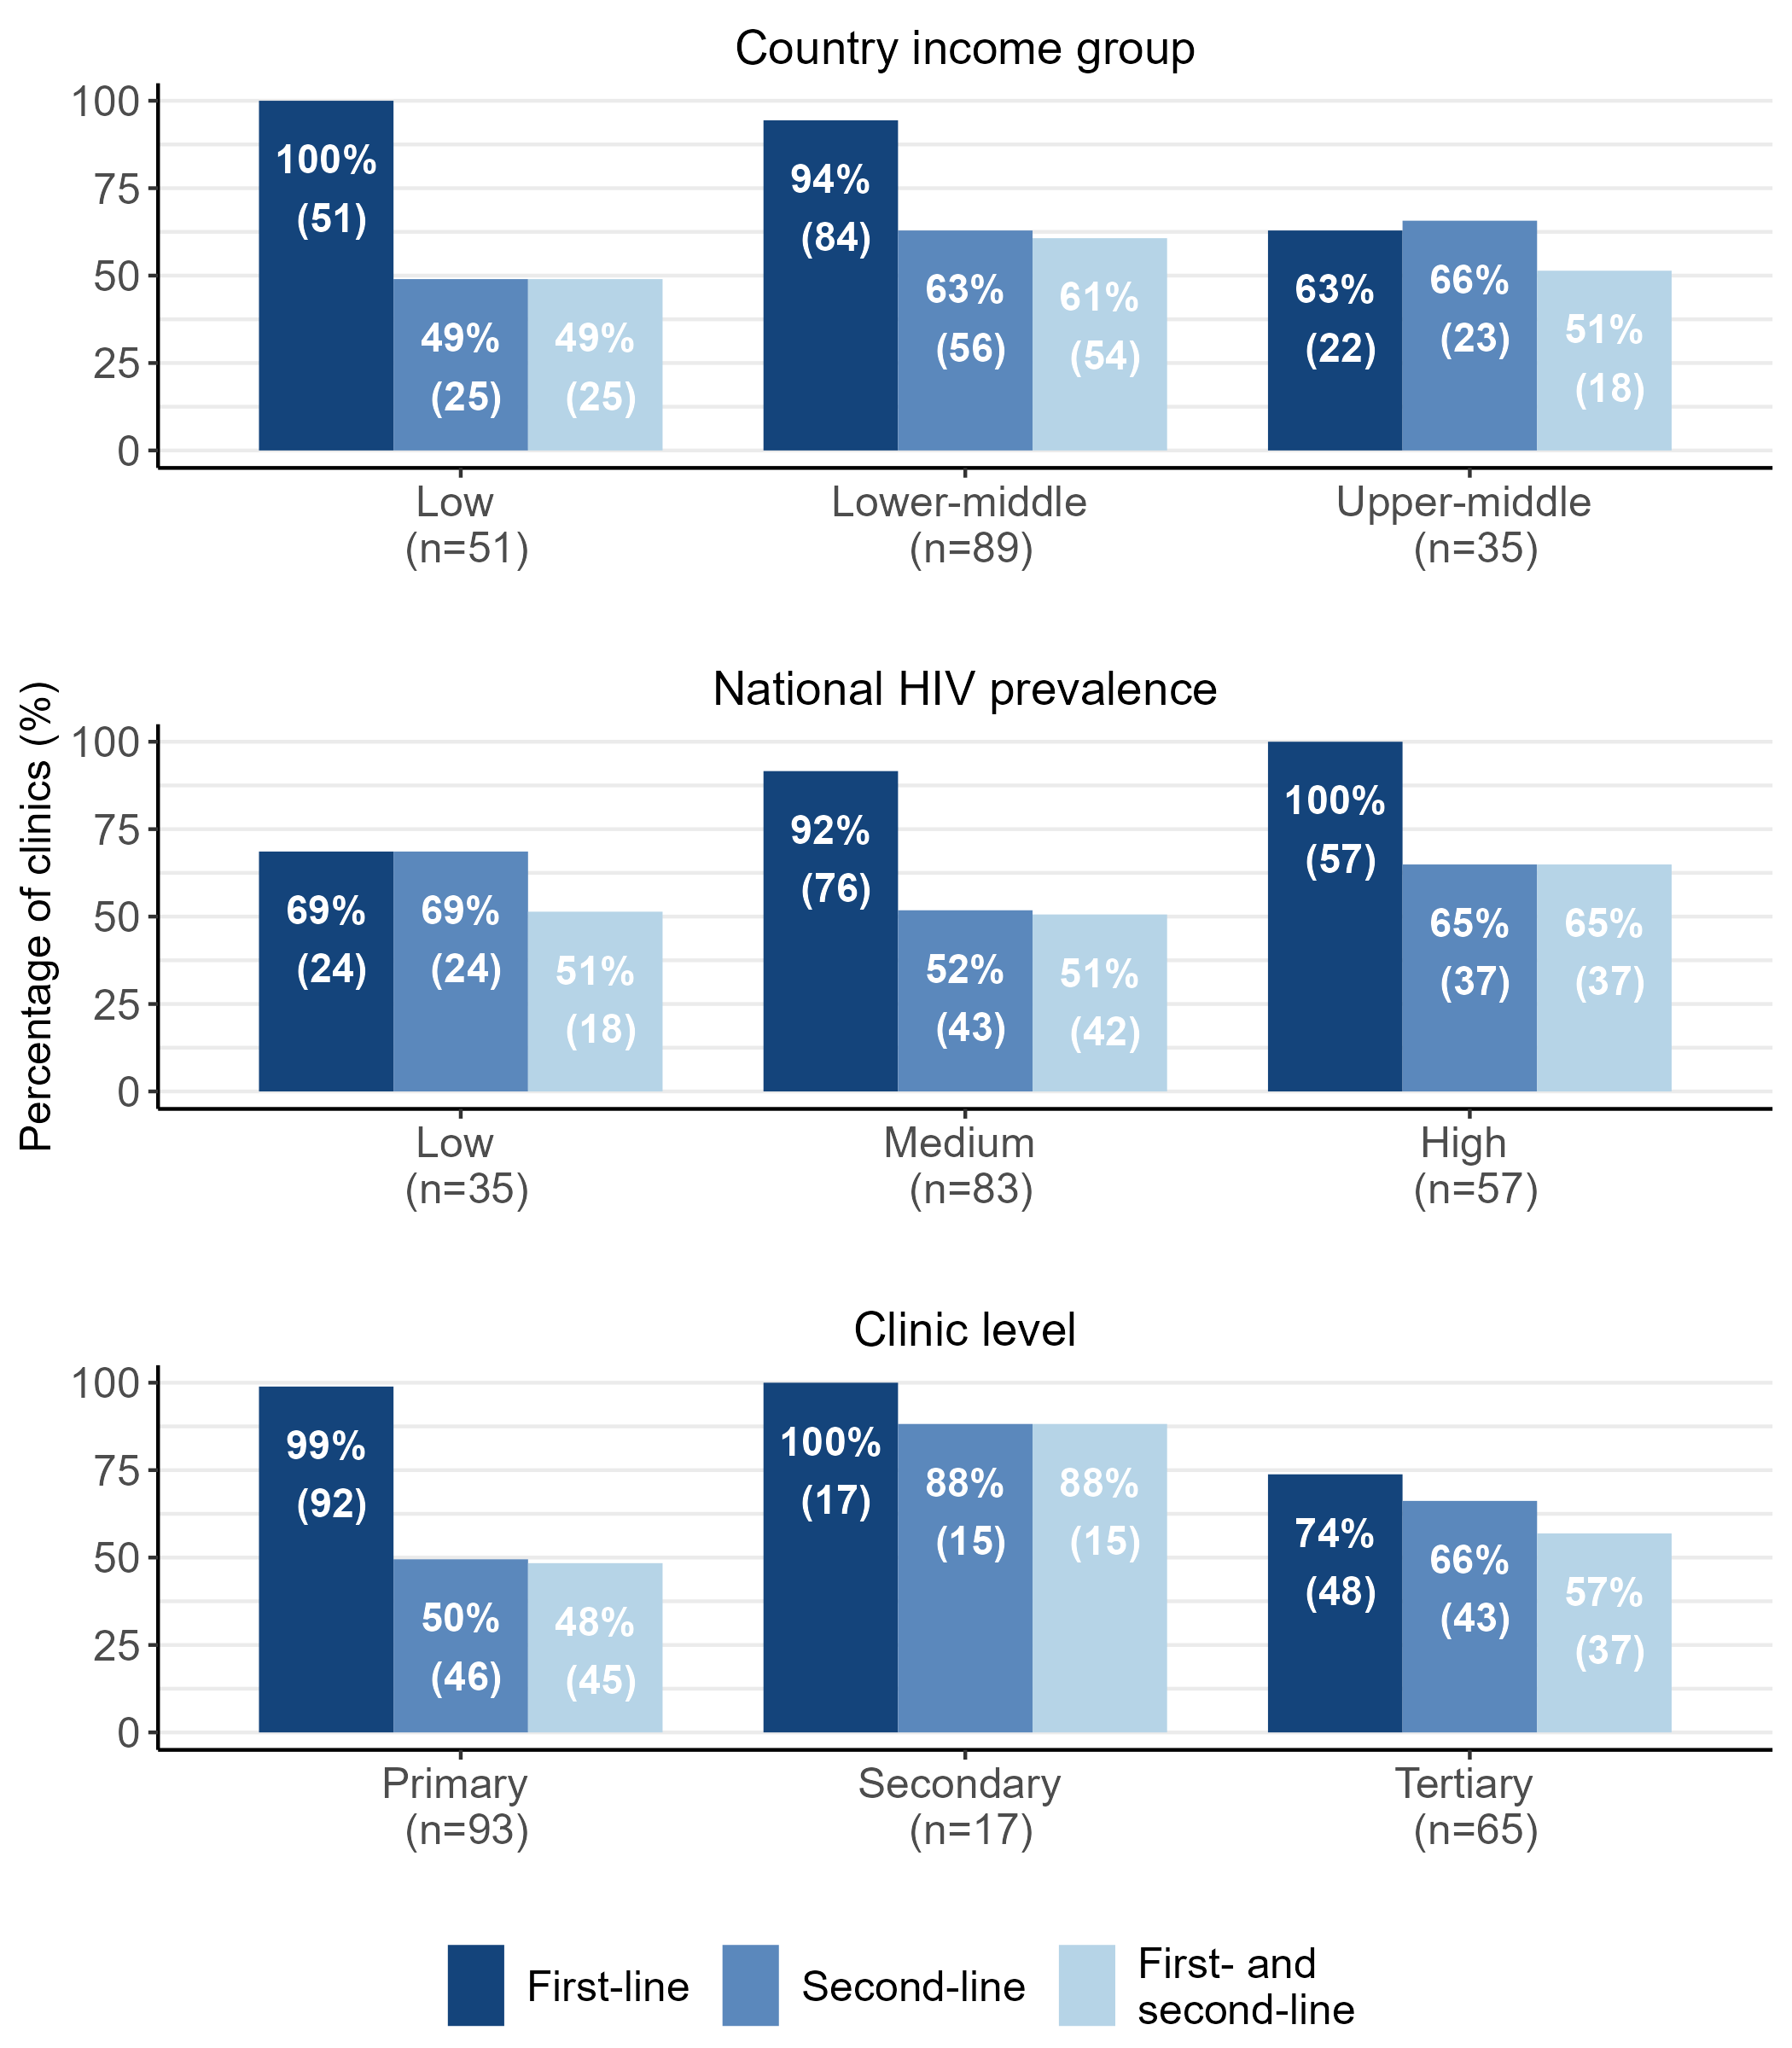 Country income group
100
75
50
25
0
100%
(51)
49%
(25)
49%
(25)
94%
(84)
63%
(56)
61%
(54)
63%
(22)
66%
(23)
51%
(18)
Low
(n=51)
Lower-middle
(n=89)
Upper-middle
(n=35)
Percentage of clinics (%)
National HIV prevalence
100
75
50
25
0
69%
(24)
69%
(24)
51%
(18)
92%
(76)
52%
(43)
51%
(42)
100%
(57)
65%
(37)
65%
(37)
Low
(n=35)
Medium
(n=83)
High
(n=57)
Clinic level
100
75
50
25
0
99%
(92)
50%
(46)
48%
(45)
100%
(17)
88%
(15)
88%
(15)
74%
(48)
66%
(43)
57%
(37)
Primary
(n=93)
Secondary
(n=17)
Tertiary
(n=65)
First-line
Second-line
First- and
second-line